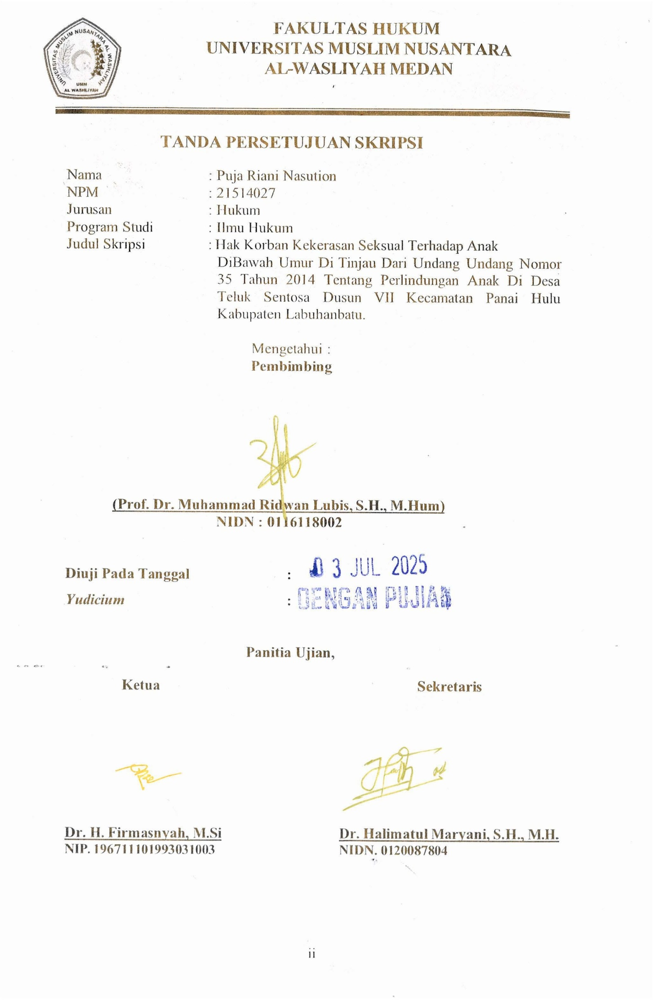 UNIVERSITAS MUSLIM NUSANTARA AL WASHLIYAH
UMN
AL WASHLIYAH
FAKULTAS HUKUM
UNIVERSITAS MUSLIM NUSANTARA
AL-WASLIYAH MEDAN
TANDA PERSETUJUAN SKRIPSI
Nama : Puja Riani Nasution
NPM : 21514027
Jurusan : Hukum
Program Studi : Ilmu Hukum
Judul Skripsi : Hak Korban Kekerasan Seksual Terhadap Anak
DiBawah Umur Di Tinjau Dari Undang Undang Nomor
35 Tahun 2014 Tentang Perlindungan Anak Di Desa
Teluk Sentosa Dusun VII Kecamatan Panai Hulu
Kabupaten Labuhanbatu.
Mengetahui :
Pembimbing
(Prof. Dr. Muhammad Ridwan Lubis, S.H., M.Hum)
NIDN : 0116118002
Diuji Pada Tanggal : 03 JUL 2025
Yudicium : DENGAN PUJIAN
Panitia Ujian,
Ketua Sekretaris
Dr. H. Firmasnyah, M.Si Dr. Halimatul Maryani, S.H., M.H.
NIP. 196711101993031003 NIDN. 0120087804
ii